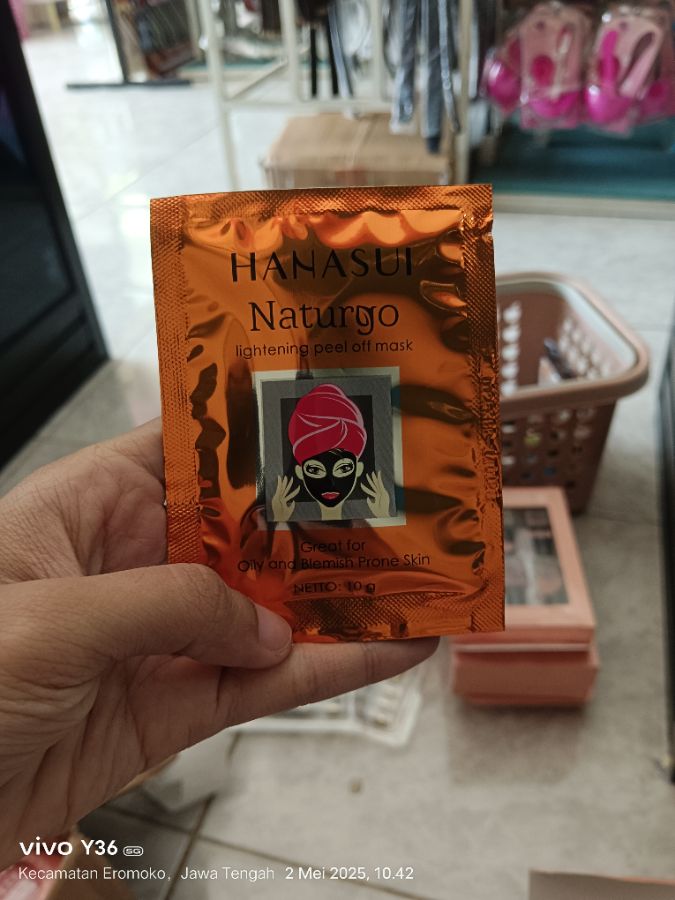 HANASUI
Naturgo
lightening peel off mask
Great for
Oily and Blemish Prone Skin
NETTO: 10 g
vivo Y36 5G
Kecamatan Eromoko, Jawa Tengah 2 Mei 2025, 10.42